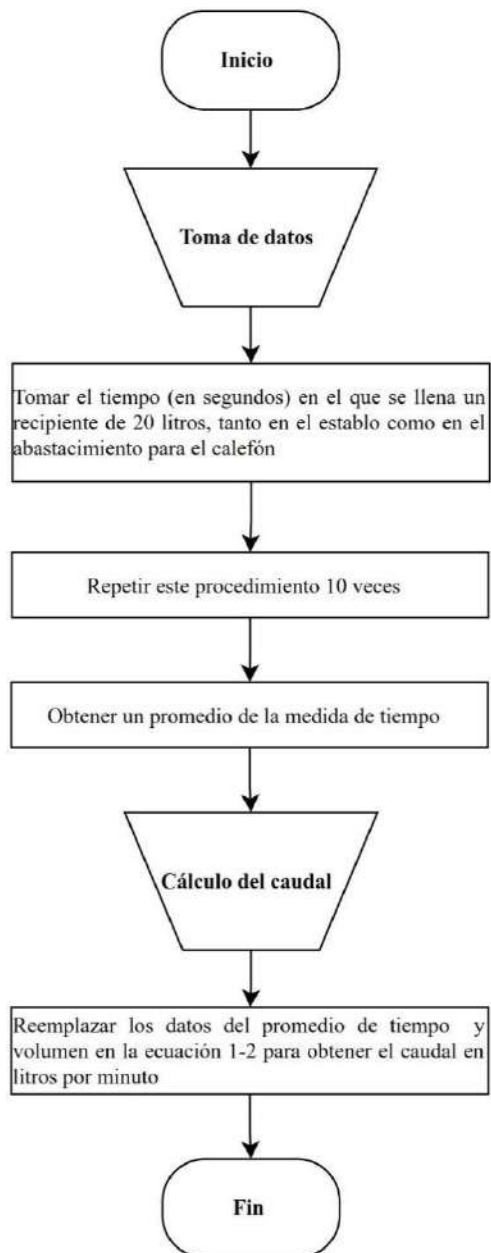 Inicio
Toma de datos
Tomar el tiempo (en segundos) en el que se llena un
recipiente de 20 litros, tanto en el establo como en el
abastacimiento para el calefón
Repetir este procedimiento 10 veces
Obtener un promedio de la medida de tiempo
Cálculo del caudal
Reemplazar los datos del promedio de tiempo y
volumen en la ecuación 1-2 para obtener el caudal en
litros por minuto
Fin